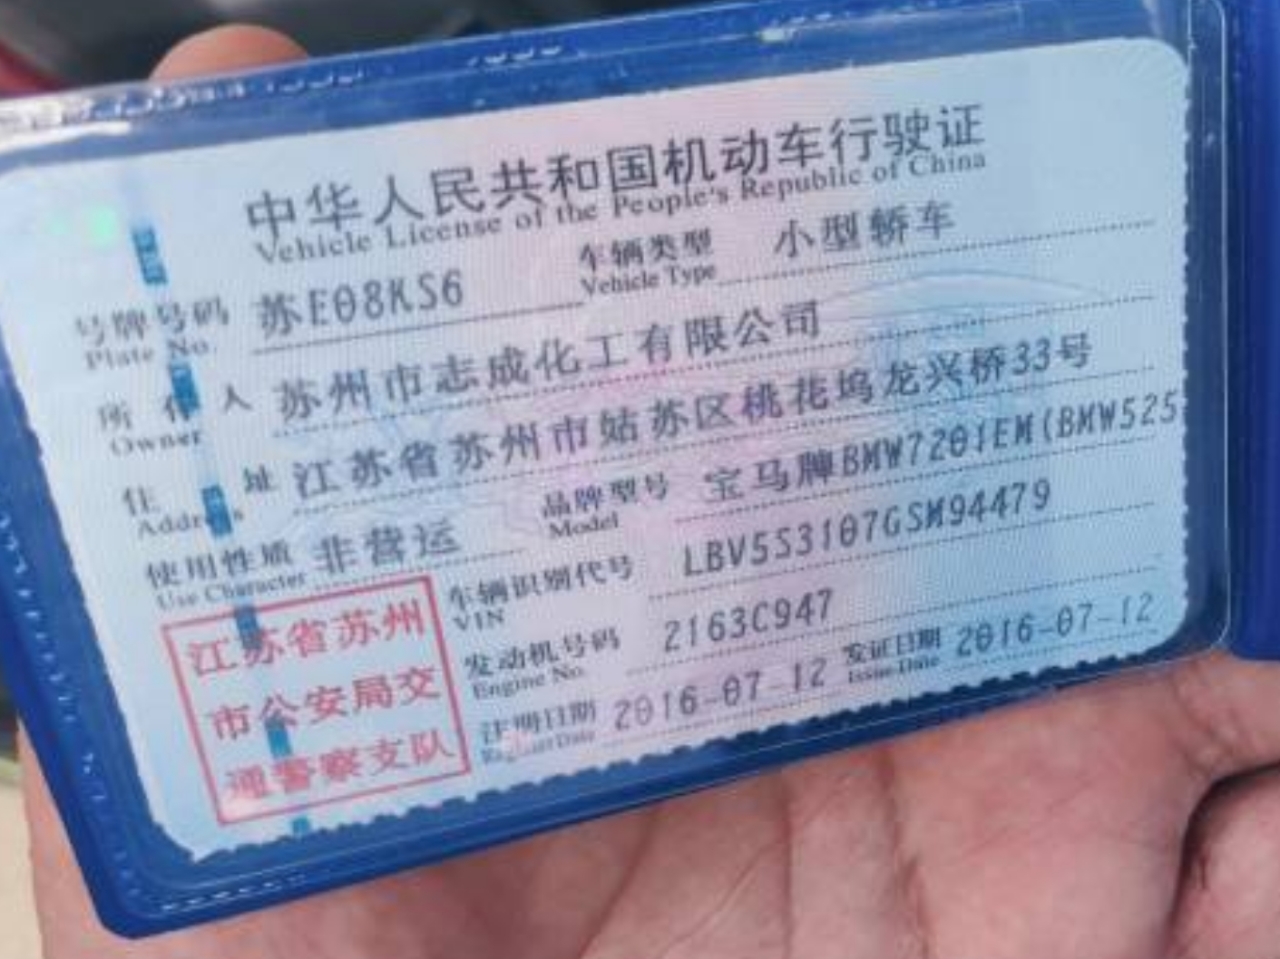 中华人民共和国机动车行驶证
Vehicle License of the People's Republic of China
号牌号码 苏E08KS6 车辆类型 小型轿车
Plate No. Vehicle Type
所有人 苏州市志成化工有限公司
Owner
住址 江苏省苏州市姑苏区桃花坞龙兴桥33号
Address
使用性质 非营运 品牌型号 宝马牌BMW7201EM(BMW525
Use Character Model
车辆识别代号 LBV5S3107GSM94479
VIN
发动机号码 2163C947
Engine No.
注册日期 2016-07-12 发证日期 2016-07-12
Register Date Issue Date
江苏省苏州
市公安局交
通警察支队